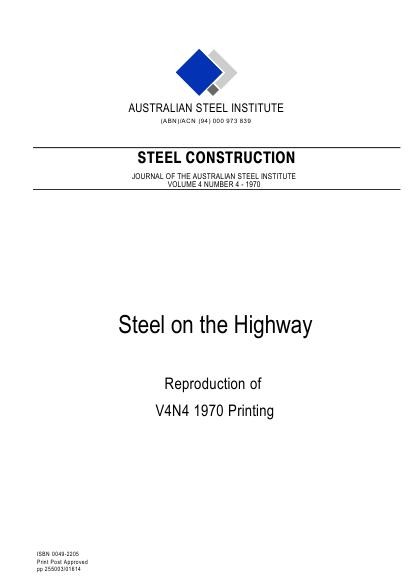 AUSTRALIAN STEEL INSTITUTE
(ABN)/ACN (94) 000 973 839
STEEL CONSTRUCTION
JOURNAL OF THE AUSTRALIAN STEEL INSTITUTE
VOLUME 4 NUMBER 4 - 1970
Steel on the Highway
Reproduction of
V4N4 1970 Printing
ISBN 0049-2205
Print Post Approved
pp 255003/01614